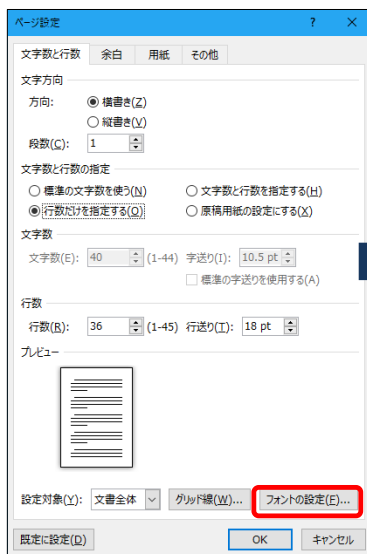 ページ設定 ? ×
文字数と行数 余白 用紙 その他
文字方向
方向: 横書き(Z)
縦書き(V)
段数(C): 1
文字数と行数の指定
標準の文字数を使う(N) 文字数と行数を指定する(H)
行数だけを指定する(O) 原稿用紙の設定にする(X)
文字数
文字数(E): 40 (1-44) 字送り(I): 10.5 pt
標準の字送りを使用する(A)
行数
行数(R): 36 (1-45) 行送り(T): 18 pt
プレビュー
設定対象(Y): 文書全体 グリッド線(W)... フォントの設定(F)...
既定に設定(D) OK キャンセル